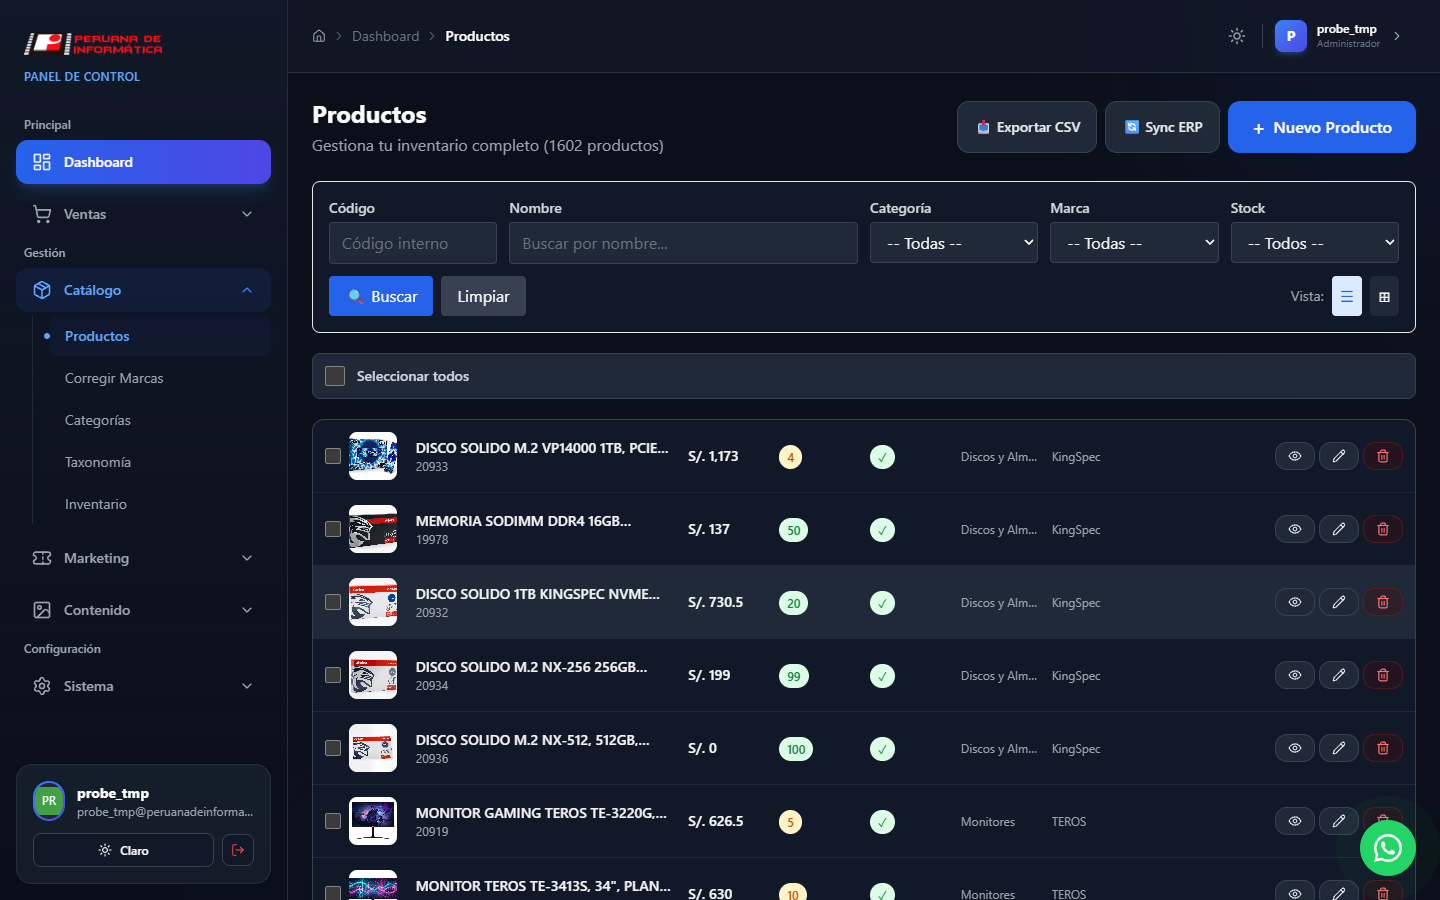 PERUANA DE
INFORMÁTICA
PANEL DE CONTROL
Principal
Dashboard
Ventas
Gestión
Catálogo
Productos
Corregir Marcas
Categorías
Taxonomía
Inventario
Marketing
Contenido
Configuración
Sistema
PR
probe_tmp
probe_tmp@peruanadeinforma...
Claro
Dashboard
Productos
P
probe_tmp
Administrador
Productos
Gestiona tu inventario completo (1602 productos)
Exportar CSV
Sync ERP
+ Nuevo Producto
Código
Nombre
Categoría
Marca
Stock
Código interno
Buscar por nombre...
-- Todas --
-- Todas --
-- Todos --
Buscar
Limpiar
Vista:
Seleccionar todos
DISCO SOLIDO M.2 VP14000 1TB, PCIE...
20933
S/. 1,173
4
✓
Discos y Alm...
KingSpec
MEMORIA SODIMM DDR4 16GB...
19978
S/. 137
50
✓
Discos y Alm...
KingSpec
DISCO SOLIDO 1TB KINGSPEC NVME...
20932
S/. 730.5
20
✓
Discos y Alm...
KingSpec
DISCO SOLIDO M.2 NX-256 256GB...
20934
S/. 199
99
✓
Discos y Alm...
KingSpec
DISCO SOLIDO M.2 NX-512, 512GB,...
20936
S/. 0
100
✓
Discos y Alm...
KingSpec
MONITOR GAMING TEROS TE-3220G,...
20919
S/. 626.5
5
✓
Monitores
TEROS
MONITOR TEROS TE-3413S, 34", PLAN...
S/. 630
10
✓
Monitores
TEROS